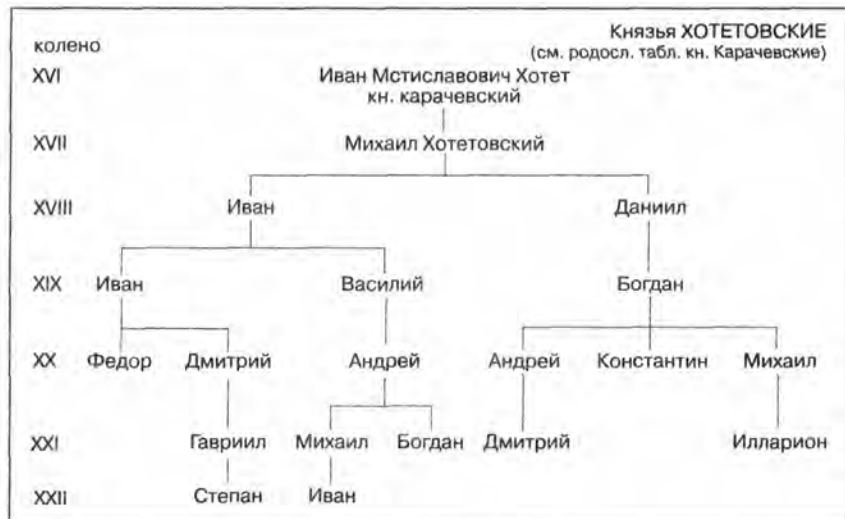 Князья ХОТЕТОВСКИЕ
(см. родосл. табл. кн. Карачевские)
колено
XVI Иван Мстиславович Хотет
кн. карачевский
XVII Михаил Хотетовский
XVIII Иван Даниил
XIX Иван Василий Богдан
XX Федор Дмитрий Андрей Андрей Константин Михаил
XXI Гавриил Михаил Богдан Дмитрий Илларион
XXII Степан Иван